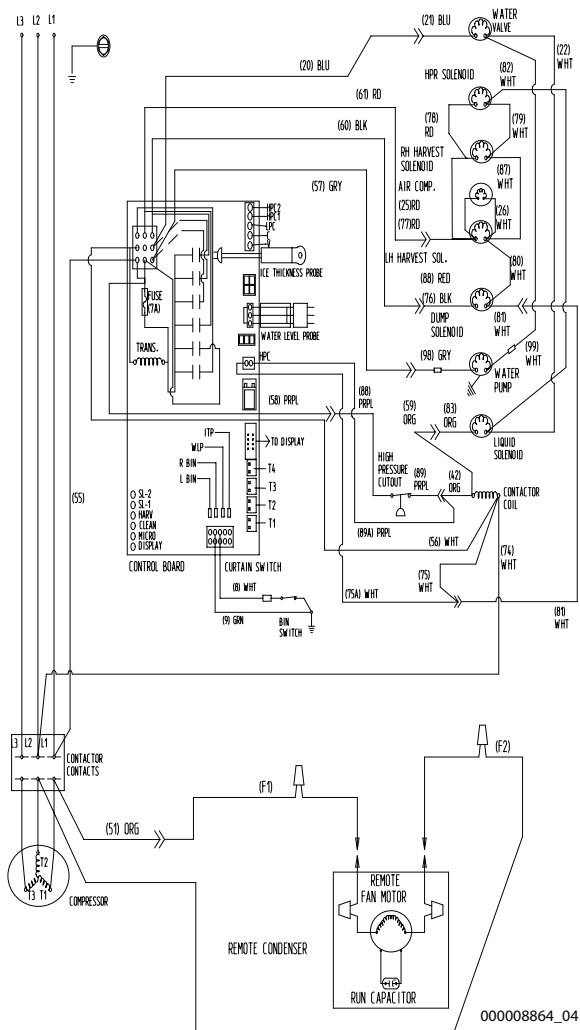 L3 L2 L1
(21) BLU
WATER
VALVE
(22)
WHT
(20) BLU
HPR SOLENOID
(82)
WHT
(61) RD
(60) BLK
(78)
RD
(79)
WHT
RH HARVEST
SOLENOID
(87)
WHT
(57) GRY
AIR COMP.
(25)RD
(77)RD
(26)
WHT
HPC2
HPC1
LPC
ICE THICKNESS PROBE
LH HARVEST SOL.
(80)
WHT
(88) RED
(76) BLK
DUMP
SOLENOID
(81)
WHT
FUSE
(7A)
WATER LEVEL PROBE
TRANS.
HPC
(98) GRY
(99)
WHT
WATER
PUMP
(58) PRPL
(88)
PRPL
(59)
ORG
(83)
ORG
LIQUID
SOLENOID
ITP
WLP
R BIN
L BIN
TO DISPLAY
T4
T3
T2
T1
HIGH
PRESSURE
CUTOUT
(89)
PRPL
(42)
ORG
CONTACTOR
COIL
(55)
SL-2
SL-1
HARV
CLEAN
MICRO
DISPLAY
(89A) PRPL
(56) WHT
(74)
WHT
CONTROL BOARD
CURTAIN SWITCH
(75)
WHT
(8) WHT
(75A) WHT
(81)
WHT
(9) GRN
BIN
SWITCH
L3 L2 L1
CONTACTOR
CONTACTS
(F2)
(F1)
(51) ORG
T2
T3 T1
COMPRESSOR
REMOTE
FAN MOTOR
REMOTE CONDENSER
RUN CAPACITOR
000008864_04